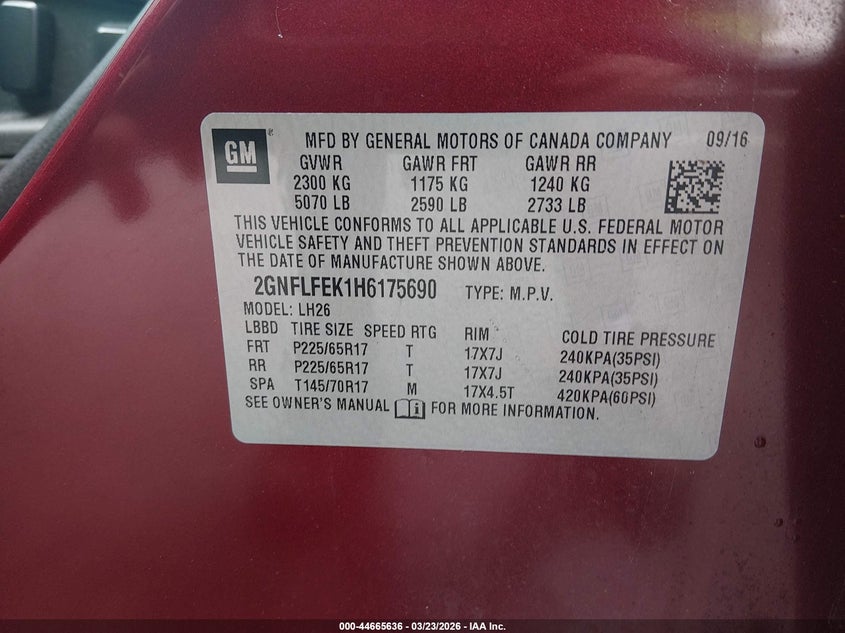 GM
MFD BY GENERAL MOTORS OF CANADA COMPANY 09/16
GVWR GAWR FRT GAWR RR
2300 KG 1175 KG 1240 KG
5070 LB 2590 LB 2733 LB
THIS VEHICLE CONFORMS TO ALL APPLICABLE U.S. FEDERAL MOTOR
VEHICLE SAFETY AND THEFT PREVENTION STANDARDS IN EFFECT ON
THE DATE OF MANUFACTURE SHOWN ABOVE.
2GNFLFEK1H6175690 TYPE: M.P.V.
MODEL: LH26
LBBD TIRE SIZE SPEED RTG RIM COLD TIRE PRESSURE
FRT P225/65R17 T 17X7J 240KPA(35PSI)
RR P225/65R17 T 17X7J 240KPA(35PSI)
SPA T145/70R17 M 17X4.5T 420KPA(60PSI)
SEE OWNER'S MANUAL FOR MORE INFORMATION.
000-44665636 - 03/23/2026 - IAA Inc.